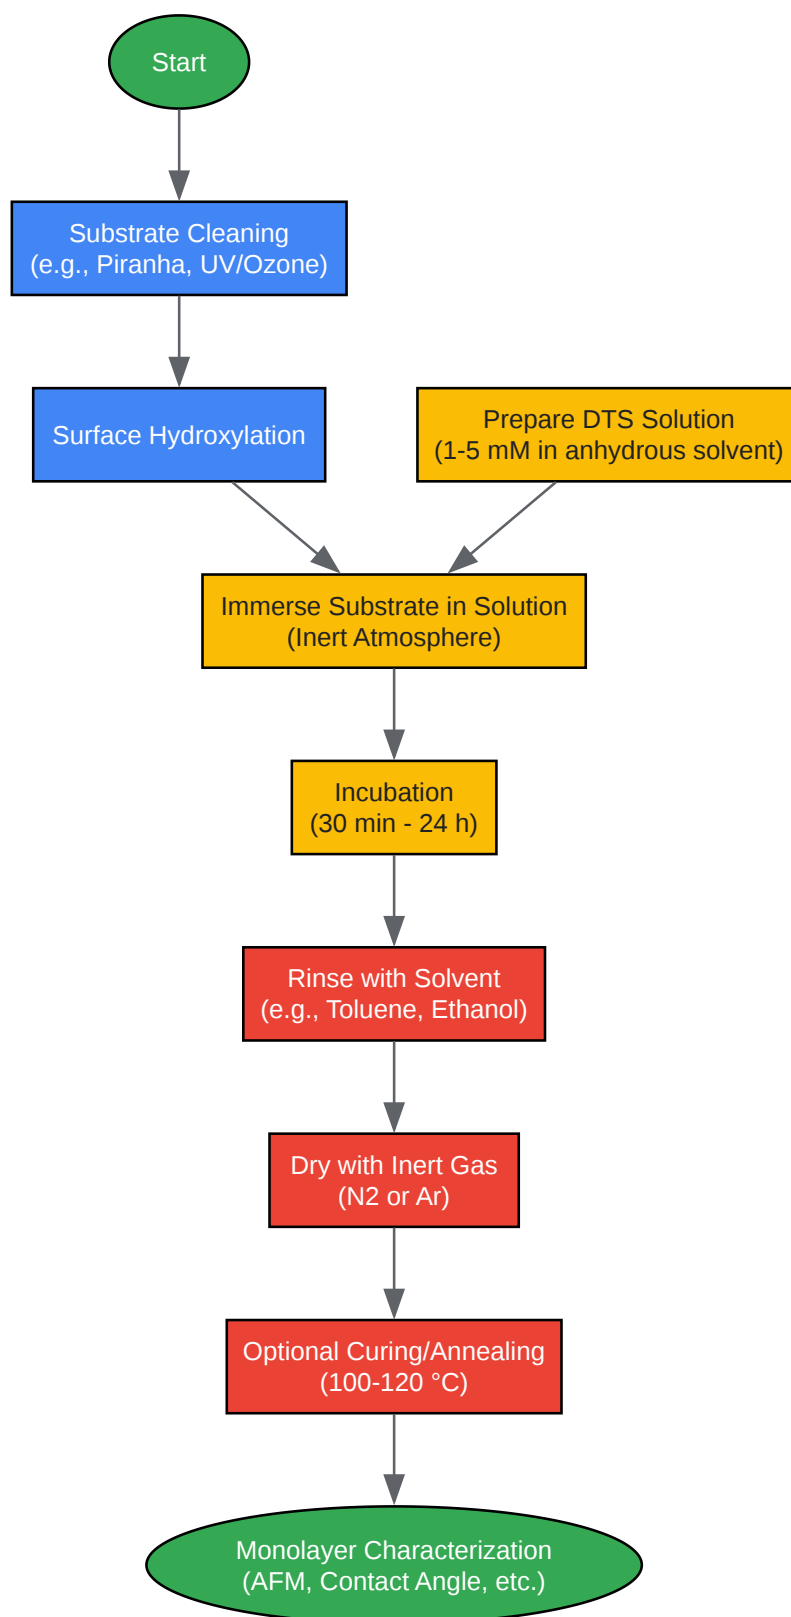 Start
Substrate Cleaning
(e.g., Piranha, UV/Ozone)
Surface Hydroxylation
Prepare DTS Solution
(1-5 mM in anhydrous solvent)
Immerse Substrate in Solution
(Inert Atmosphere)
Incubation
(30 min - 24 h)
Rinse with Solvent
(e.g., Toluene, Ethanol)
Dry with Inert Gas
(N2 or Ar)
Optional Curing/Annealing
(100-120 °C)
Monolayer Characterization
(AFM, Contact Angle, etc.)